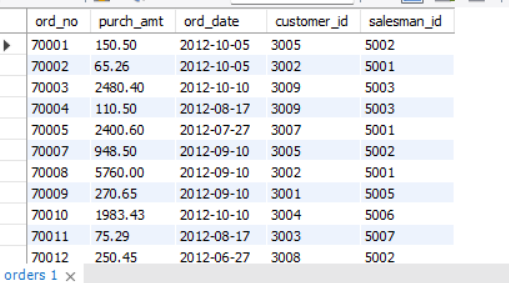 ord_no purch_amt ord_date customer_id salesman_id
70001 150.50 2012-10-05 3005 5002
70002 65.26 2012-10-05 3002 5001
70003 2480.40 2012-10-10 3009 5003
70004 110.50 2012-08-17 3009 5003
70005 2400.60 2012-07-27 3007 5001
70007 948.50 2012-09-10 3005 5002
70008 5760.00 2012-09-10 3002 5001
70009 270.65 2012-09-10 3001 5005
70010 1983.43 2012-10-10 3004 5006
70011 75.29 2012-08-17 3003 5007
70012 250.45 2012-06-27 3008 5002
orders 1